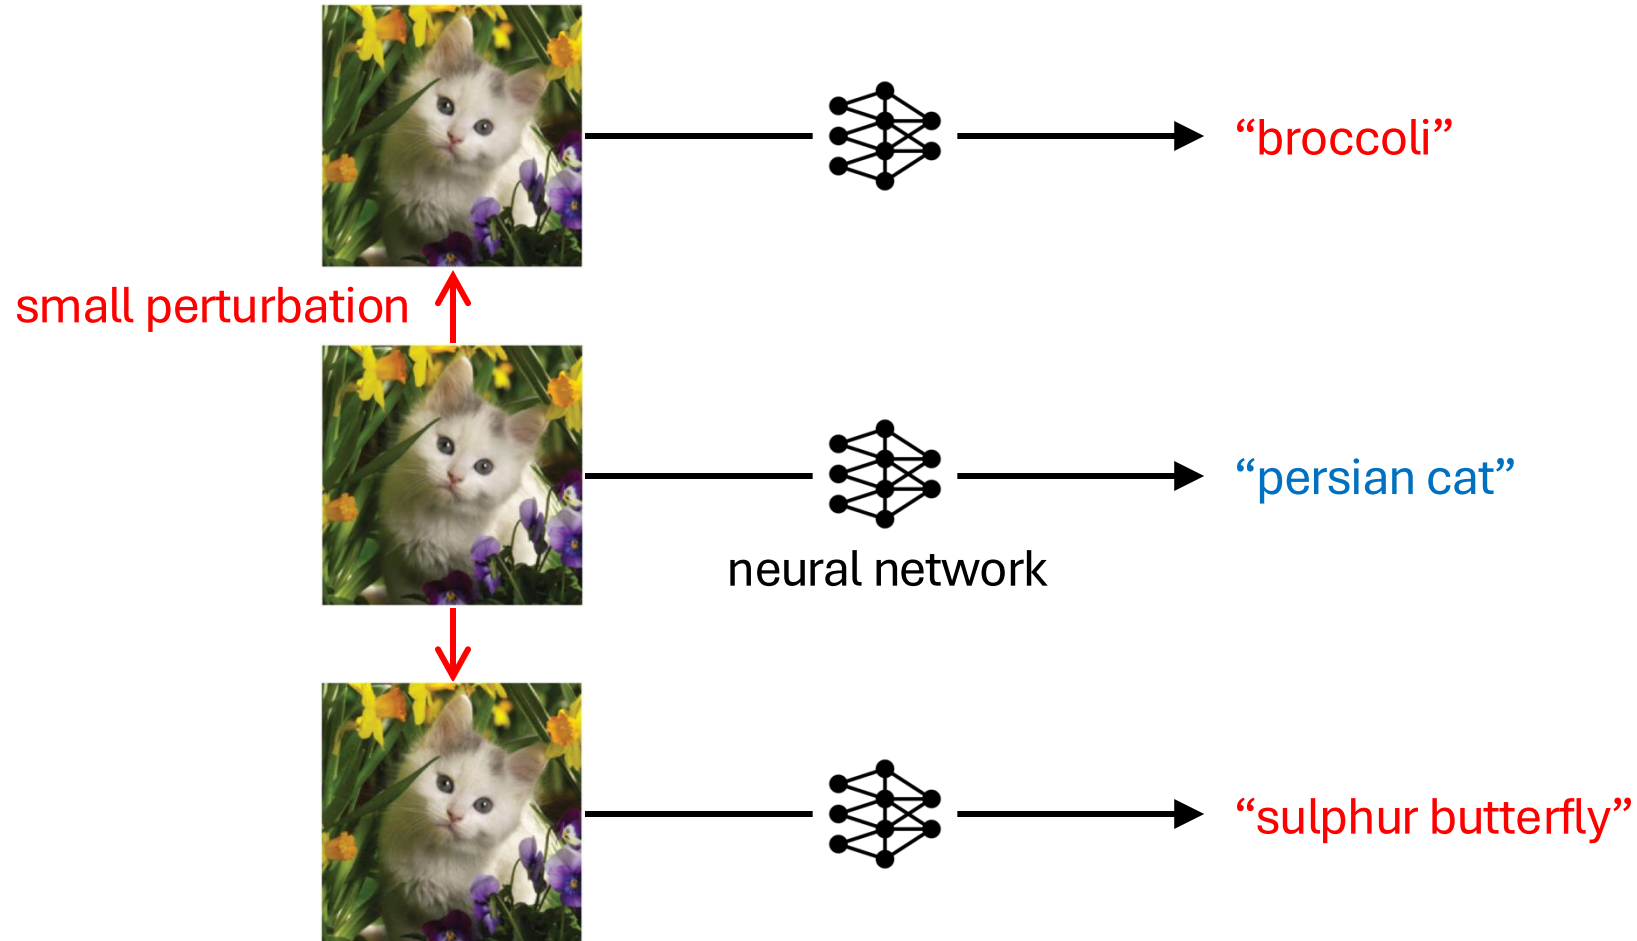 “broccoli”
small perturbation
“persian cat”
neural network
“sulphur butterfly”